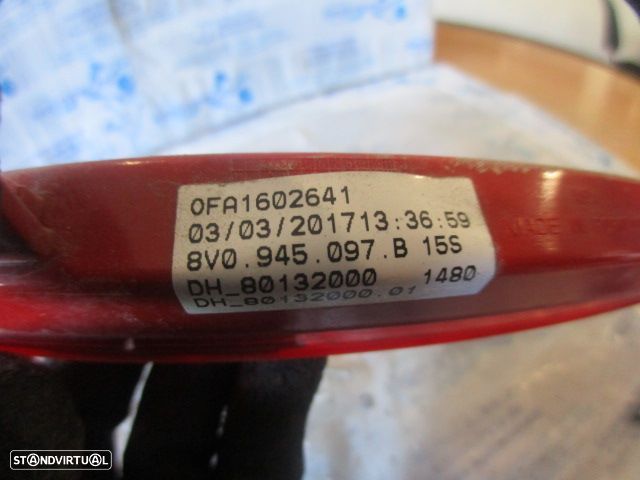 0FA1602641
03/03/201713:36:59
8V0.945.097.B 15S
DH_80132000 1480
DH_80132000.01
STANDVIRTUAL